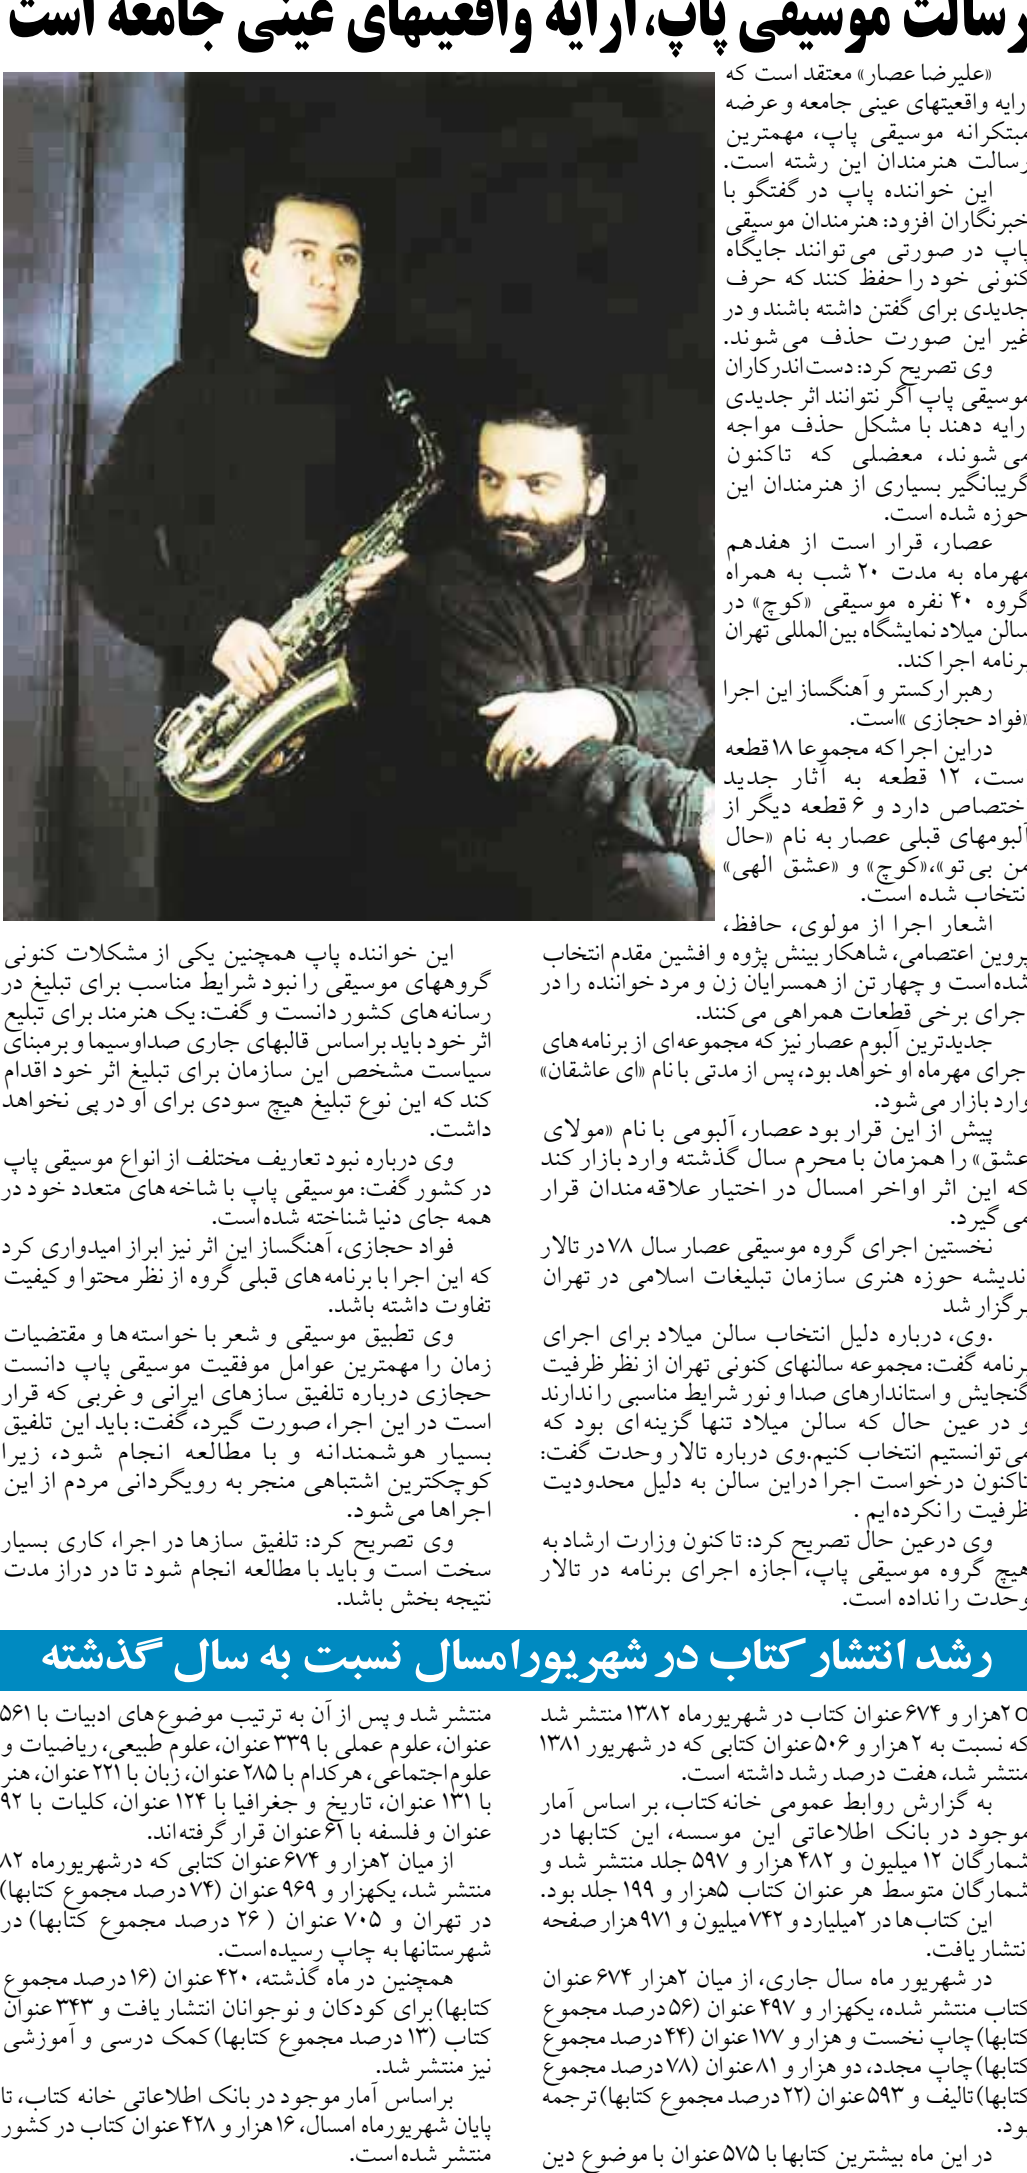 رسالت موسیقی پاپ، ارایه واقعیتهای عینی جامعه است
«علیرضا عصار» معتقد است که
ارایه واقعیتهای عینی جامعه و عرضه
مبتکرانه موسیقی پاپ، مهمترین
رسالت هنرمندان این رشته است.
این خواننده پاپ در گفتگو با
خبرنگاران افزود: هنرمندان موسیقی
پاپ در صورتی می‌توانند جایگاه
کنونی خود را حفظ کنند که حرف
جدیدی برای گفتن داشته باشند و در
غیر این صورت حذف می‌شوند.
وی تصریح کرد: دست‌اندرکاران
موسیقی پاپ اگر نتوانند اثر جدیدی
ارایه دهند با مشکل حذف مواجه
می‌شوند، معضلی که تاکنون
گریبانگیر بسیاری از هنرمندان این
حوزه شده است.
عصار، قرار است از هفدهم
مهرماه به مدت ۲۰ شب به همراه
گروه ۴۰ نفره موسیقی «کوچ» در
سالن میلاد نمایشگاه بین‌المللی تهران
برنامه اجرا کند.
رهبر ارکستر و آهنگساز این اجرا
«فواد حجازی »است.
دراین اجرا که مجموعا ۱۸قطعه
است، ۱۲ قطعه به آثار جدید
اختصاص دارد و ۶ قطعه دیگر از
آلبومهای قبلی عصار به نام «حال
من بی‌تو»،«کوچ» و «عشق الهی»
انتخاب شده است.
اشعار اجرا از مولوی، حافظ،
پروین اعتصامی، شاهکار بینش پژوه و افشین مقدم انتخاب
شده‌است و چهار تن از همسرایان زن و مرد خواننده را در
اجرای برخی قطعات همراهی می‌کنند.
جدیدترین آلبوم عصار نیز که مجموعه‌ای از برنامه‌های
اجرای مهرماه او خواهد بود، پس از مدتی با نام «ای عاشقان»
وارد بازار می‌شود.
پیش از این قرار بود عصار، آلبومی با نام «مولای
عشق» را همزمان با محرم سال گذشته وارد بازار کند
که این اثر اواخر امسال در اختیار علاقه‌مندان قرار
می‌گیرد.
نخستین اجرای گروه موسیقی عصار سال ۷۸ در تالار
اندیشه حوزه هنری سازمان تبلیغات اسلامی در تهران
برگزار شد
.وی، درباره دلیل انتخاب سالن میلاد برای اجرای
برنامه گفت: مجموعه سالنهای کنونی تهران از نظر ظرفیت
گنجایش و استاندارهای صدا و نور شرایط مناسبی را ندارند
و در عین حال که سالن میلاد تنها گزینه‌ای بود که
می‌توانستیم انتخاب کنیم.وی درباره تالار وحدت گفت:
تاکنون درخواست اجرا دراین سالن به دلیل محدودیت
ظرفیت را نکرده‌ایم .
وی درعین حال تصریح کرد: تا کنون وزارت ارشاد به
هیچ گروه موسیقی پاپ، اجازه اجرای برنامه در تالار
وحدت را نداده است.
این خواننده پاپ همچنین یکی از مشکلات کنونی
گروههای موسیقی را نبود شرایط مناسب برای تبلیغ در
رسانه‌های کشور دانست و گفت: یک هنرمند برای تبلیغ
اثر خود باید براساس قالبهای جاری صداوسیما و برمبنای
سیاست مشخص این سازمان برای تبلیغ اثر خود اقدام
کند که این نوع تبلیغ هیچ سودی برای او در پی نخواهد
داشت.
وی درباره نبود تعاریف مختلف از انواع موسیقی پاپ
در کشور گفت: موسیقی پاپ با شاخه‌های متعدد خود در
همه جای دنیا شناخته شده‌است.
فواد حجازی، آهنگساز این اثر نیز ابراز امیدواری کرد
که این اجرا با برنامه‌های قبلی گروه از نظر محتوا و کیفیت
تفاوت داشته باشد.
وی تطبیق موسیقی و شعر با خواسته‌ها و مقتضیات
زمان را مهمترین عوامل موفقیت موسیقی پاپ دانست
حجازی درباره تلفیق سازهای ایرانی و غربی که قرار
است در این اجرا، صورت گیرد، گفت: باید این تلفیق
بسیار هوشمندانه و با مطالعه انجام شود، زیرا
کوچکترین اشتباهی منجر به رویگردانی مردم از این
اجراها می‌شود.
وی تصریح کرد: تلفیق سازها در اجرا، کاری بسیار
سخت است و باید با مطالعه انجام شود تا در دراز مدت
نتیجه بخش باشد.
رشد انتشار کتاب در شهریورامسال نسبت به سال گذشته
۲هزار و ۶۷۴ عنوان کتاب در شهریورماه ۱۳۸۲ منتشر شد
که نسبت به ۲ هزار و ۵۰۶ عنوان کتابی که در شهریور ۱۳۸۱
منتشر شد، هفت درصد رشد داشته است.
به گزارش روابط عمومی خانه کتاب، بر اساس آمار
موجود در بانک اطلاعاتی این موسسه، این کتابها در
شمارگان ۱۲ میلیون و ۴۸۲ هزار و ۵۹۷ جلد منتشر شد و
شمارگان متوسط هر عنوان کتاب ۵هزار و ۱۹۹ جلد بود.
این کتاب‌ها در ۲میلیارد و ۷۴۲میلیون و ۹۷۱هزار صفحه
انتشار یافت.
در شهریور ماه سال جاری، از میان ۲هزار ۶۷۴ عنوان
کتاب منتشر شده، یکهزار و ۴۹۷ عنوان (۵۶ درصد مجموع
کتابها) چاپ نخست و هزار و ۱۷۷ عنوان (۴۴ درصد مجموع
کتابها) چاپ مجدد، دو هزار و ۸۱ عنوان (۷۸ درصد مجموع
کتابها) تالیف و ۵۹۳ عنوان (۲۲ درصد مجموع کتابها) ترجمه
بود.
در این ماه بیشترین کتابها با ۵۷۵ عنوان با موضوع دین
منتشر شد و پس از آن به ترتیب موضوع‌های ادبیات با ۵۶۱
عنوان، علوم عملی با ۳۳۹ عنوان، علوم طبیعی، ریاضیات و
علوم اجتماعی، هر کدام با ۲۸۵ عنوان، زبان با ۲۲۱ عنوان، هنر
با ۱۳۱ عنوان، تاریخ و جغرافیا با ۱۲۴ عنوان، کلیات با ۹۲
عنوان و فلسفه با ۶۱ عنوان قرار گرفته‌اند.
از میان ۲هزار و ۶۷۴ عنوان کتابی که درشهریورماه ۸۲
منتشر شد، یکهزار و ۹۶۹ عنوان (۷۴ درصد مجموع کتابها)
در تهران و ۷۰۵ عنوان ( ۲۶ درصد مجموع کتابها) در
شهرستانها به چاپ رسیده‌است.
همچنین در ماه گذشته، ۴۲۰ عنوان (۱۶ درصد مجموع
کتابها) برای کودکان و نوجوانان انتشار یافت و ۳۴۳ عنوان
کتاب (۱۳ درصد مجموع کتابها) کمک درسی و آموزشی
نیز منتشر شد.
براساس آمار موجود در بانک اطلاعاتی خانه کتاب، تا
پایان شهریورماه امسال، ۱۶هزار و ۴۲۸ عنوان کتاب در کشور
منتشر شده‌است.